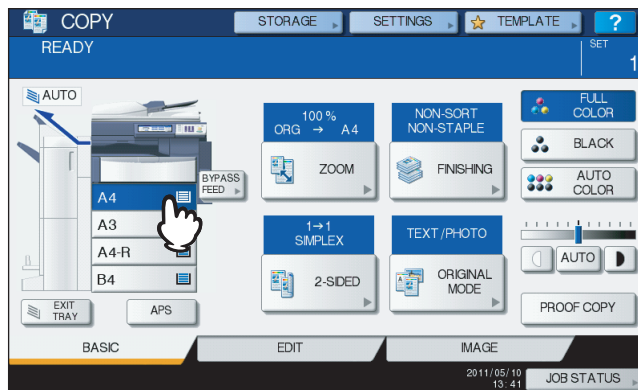 COPY
STORAGE
SETTINGS
TEMPLATE
?
READY
SET
1
AUTO
100 %
ORG → A4
NON-SORT
NON-STAPLE
FULL
COLOR
ZOOM
FINISHING
BLACK
BYPASS
FEED
AUTO
COLOR
A4
A3
A4-R
B4
1→1
SIMPLEX
TEXT/PHOTO
2-SIDED
ORIGINAL
MODE
AUTO
EXIT
TRAY
APS
PROOF COPY
BASIC
EDIT
IMAGE
2011/05/10
13:41
JOB STATUS